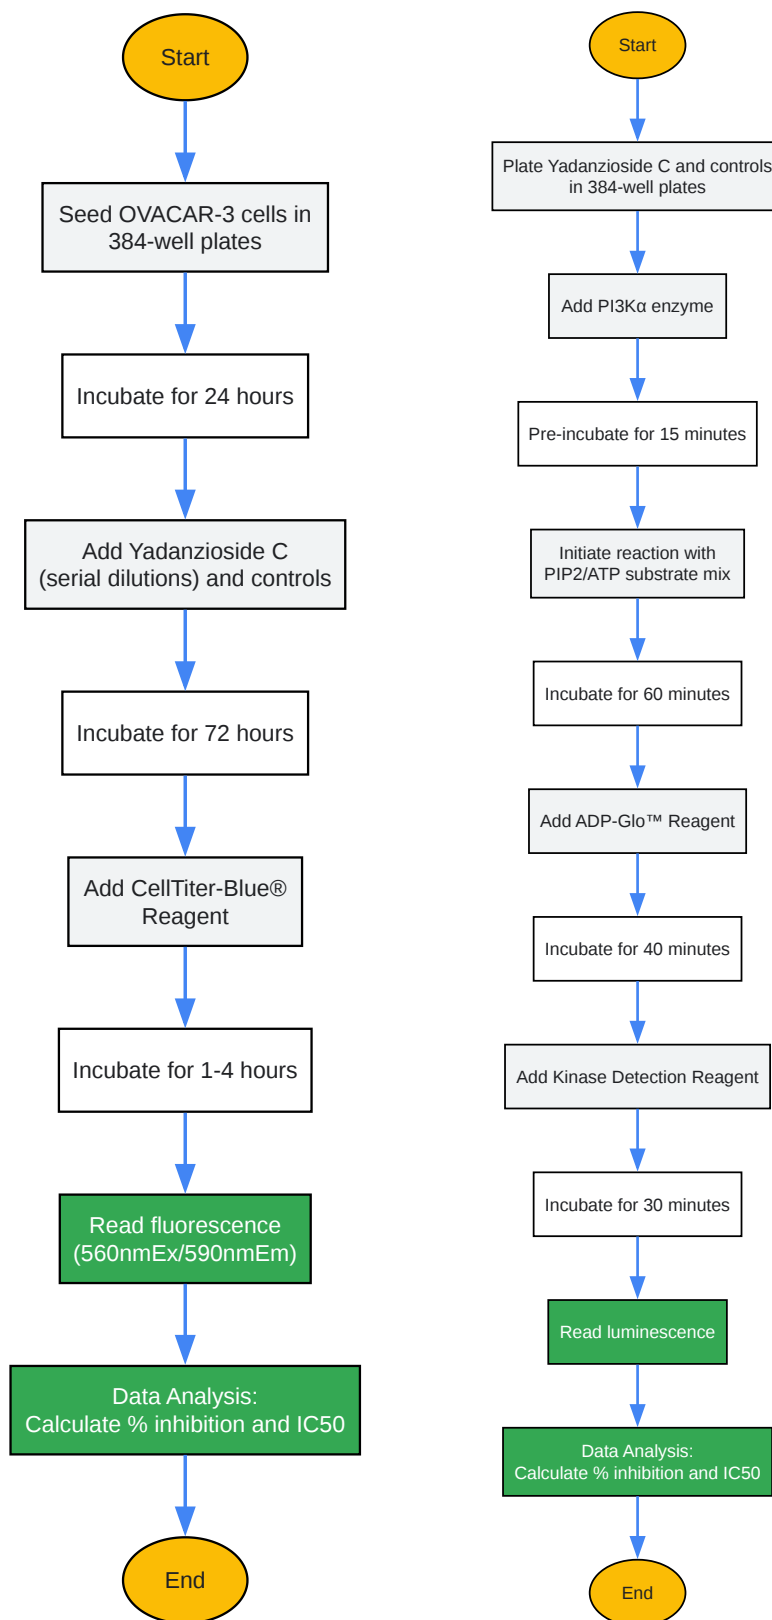 Start
Seed OVACAR-3 cells in
384-well plates
Incubate for 24 hours
Add Yadanzioside C
(serial dilutions) and controls
Incubate for 72 hours
Add CellTiter-Blue®
Reagent
Incubate for 1-4 hours
Read fluorescence
(560nmEx/590nmEm)
Data Analysis:
Calculate % inhibition and IC50
End
Start
Plate Yadanzioside C and controls
in 384-well plates
Add PI3Kα enzyme
Pre-incubate for 15 minutes
Initiate reaction with
PIP2/ATP substrate mix
Incubate for 60 minutes
Add ADP-Glo™ Reagent
Incubate for 40 minutes
Add Kinase Detection Reagent
Incubate for 30 minutes
Read luminescence
Data Analysis:
Calculate % inhibition and IC50
End